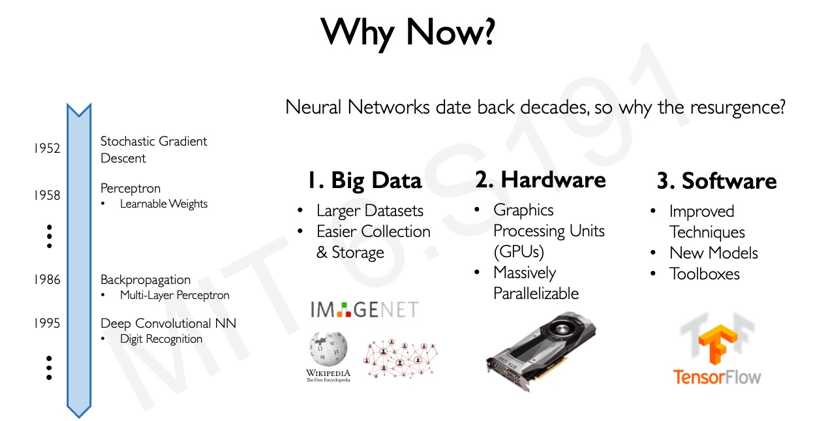 Why Now?
Neural Networks date back decades, so why the resurgence?
1952
Stochastic Gradient
Descent
1958
Perceptron
• Learnable Weights
1986
Backpropagation
• Multi-Layer Perceptron
1995
Deep Convolutional NN
• Digit Recognition
1. Big Data
• Larger Datasets
• Easier Collection
& Storage
IMAGENET
WIKIPEDIA
The Free Encyclopedia
2. Hardware
• Graphics
Processing Units
(GPUs)
• Massively
Parallelizable
3. Software
• Improved
Techniques
• New Models
• Toolboxes
TensorFlow
MIT 6.S191